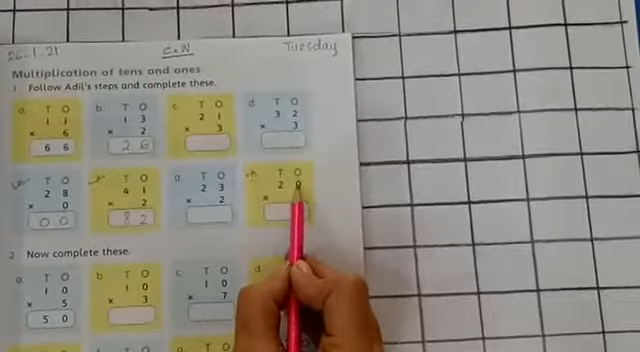 26.1.21 C.W Tuesday
Multiplication of tens and ones
1 Follow Adil's steps and complete these.
a T O b T O c T O d T O
1 1 1 3 2 1 3 2
× 6 × 2 × 3 × 3
6 6 2 6
T O T O g T O h T O
2 8 4 1 2 3 2
× 0 × 2 × 2 ×
0 0 8 2
2 Now complete these.
a T O b T O c T O d
1 0 1 0 1 0
× 5 × 3 × 7
5 0
T O g T O